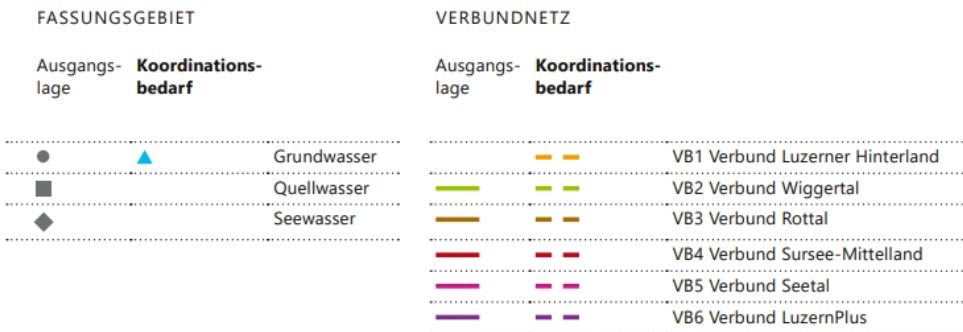 FASSUNGSGEBIET
Ausgangs- Koordinations-
lage bedarf
Grundwasser
Quellwasser
Seewasser
VERBUNDNETZ
Ausgangs- Koordinations-
lage bedarf
VB1 Verbund Luzerner Hinterland
VB2 Verbund Wiggertal
VB3 Verbund Rottal
VB4 Verbund Sursee-Mittelland
VB5 Verbund Seetal
VB6 Verbund LuzernPlus